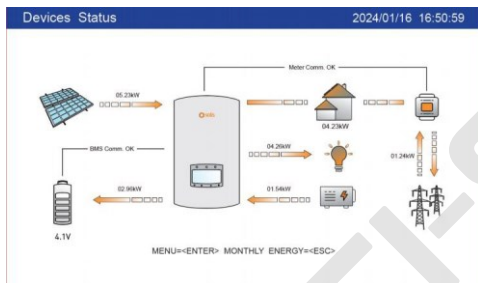 Devices Status
2024/01/16 16:50:59
Meter Comm. OK
05.23kW
04.23kW
BMS Comm. OK
04.26kW
01.24kW
02.90kW
01.54kW
4.1V
MENU=<ENTER> MONTHLY ENERGY=<ESC>